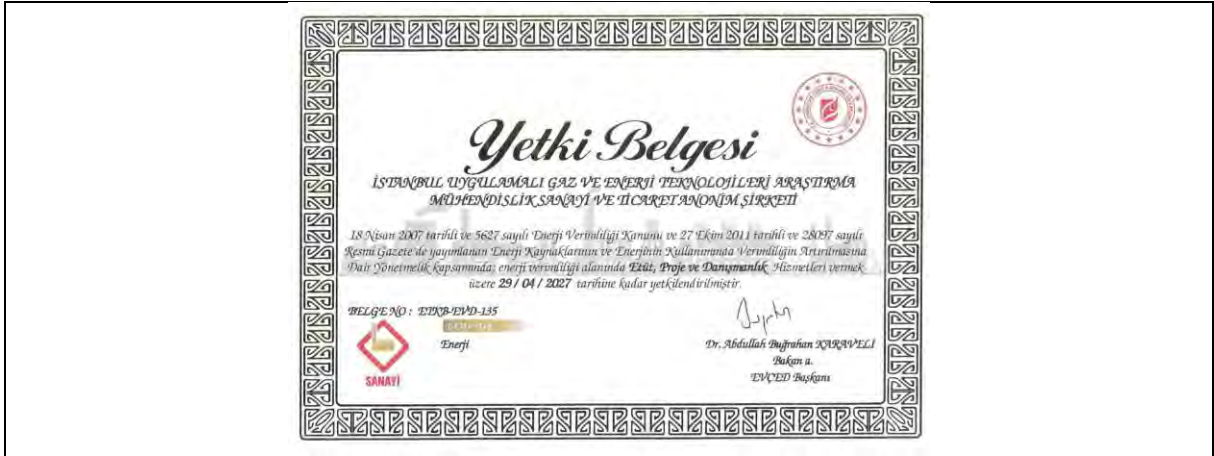 Yetki Belgesi
İSTANBUL UYGULAMALI GAZ VE ENERJİ TEKNOLOJİLERİ ARAŞTIRMA
MÜHENDİSLİK SANAYİ VE TİCARET ANONİM ŞİRKETİ
18 Nisan 2007 tarihli ve 5627 sayılı Enerji Verimliliği Kanunu ve 27 Ekim 2011 tarihli ve 28097 sayılı
Resmi Gazete'de yayımlanan Enerji Kaynaklarının ve Enerjinin Kullanımında Verimliliğin Artırılmasına
Dair Yönetmelik kapsamında, enerji verimliliği alanında Etüt, Proje ve Danışmanlık Hizmetleri vermek
üzere 29 / 04 / 2027 tarihine kadar yetkilendirilmiştir.
BELGE NO : ETKB-EVD-135
Enerji
SANAYİ
Dr. Abdullah Buğrahan KARAVELİ
Bakan a.
EVÇED Başkanı